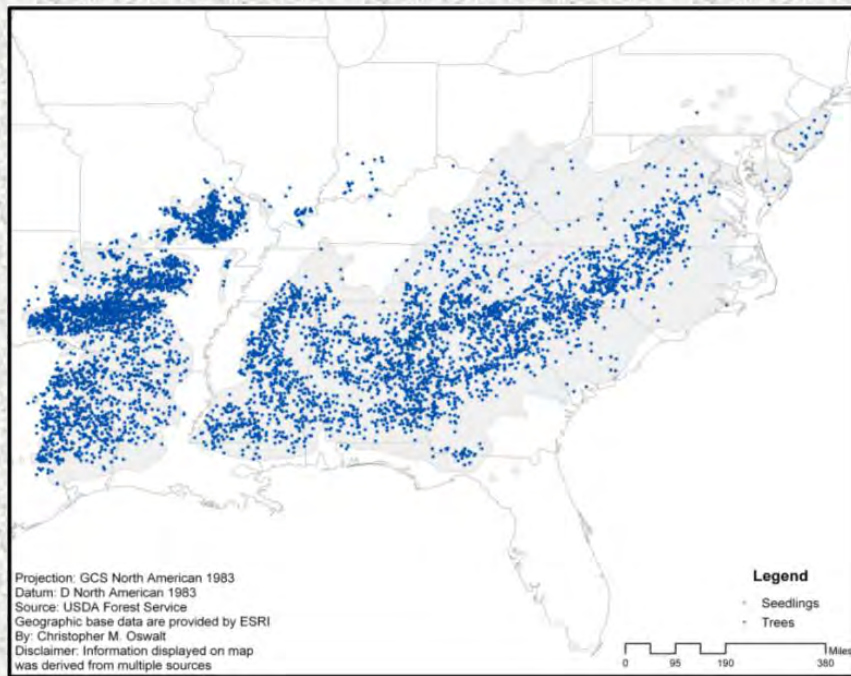 Projection: GCS North American 1983
Datum: D North American 1983
Source: USDA Forest Service
Geographic base data are provided by ESRI
By: Christopher M. Oswalt
Disclaimer: Information displayed on map
was derived from multiple sources
Legend
Seedlings
Trees
Miles
0 95 190 380